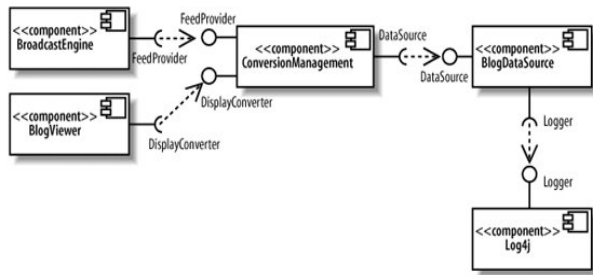 FeedProvider
<<component>>
BroadcastEngine
FeedProvider
<<component>>
ConversionManagement
DataSource
DataSource
<<component>>
BlogDataSource
<<component>>
BlogViewer
DisplayConverter
DisplayConverter
Logger
Logger
<<component>>
Log4j